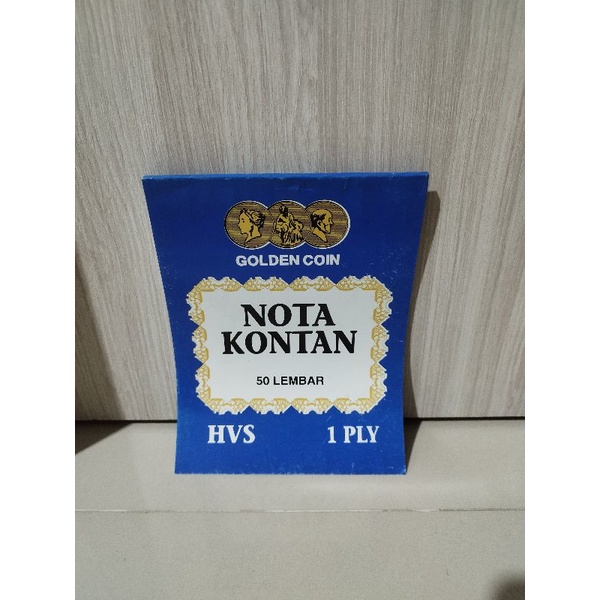 GOLDEN COIN
NOTA
KONTAN
50 LEMBAR
HVS 1 PLY